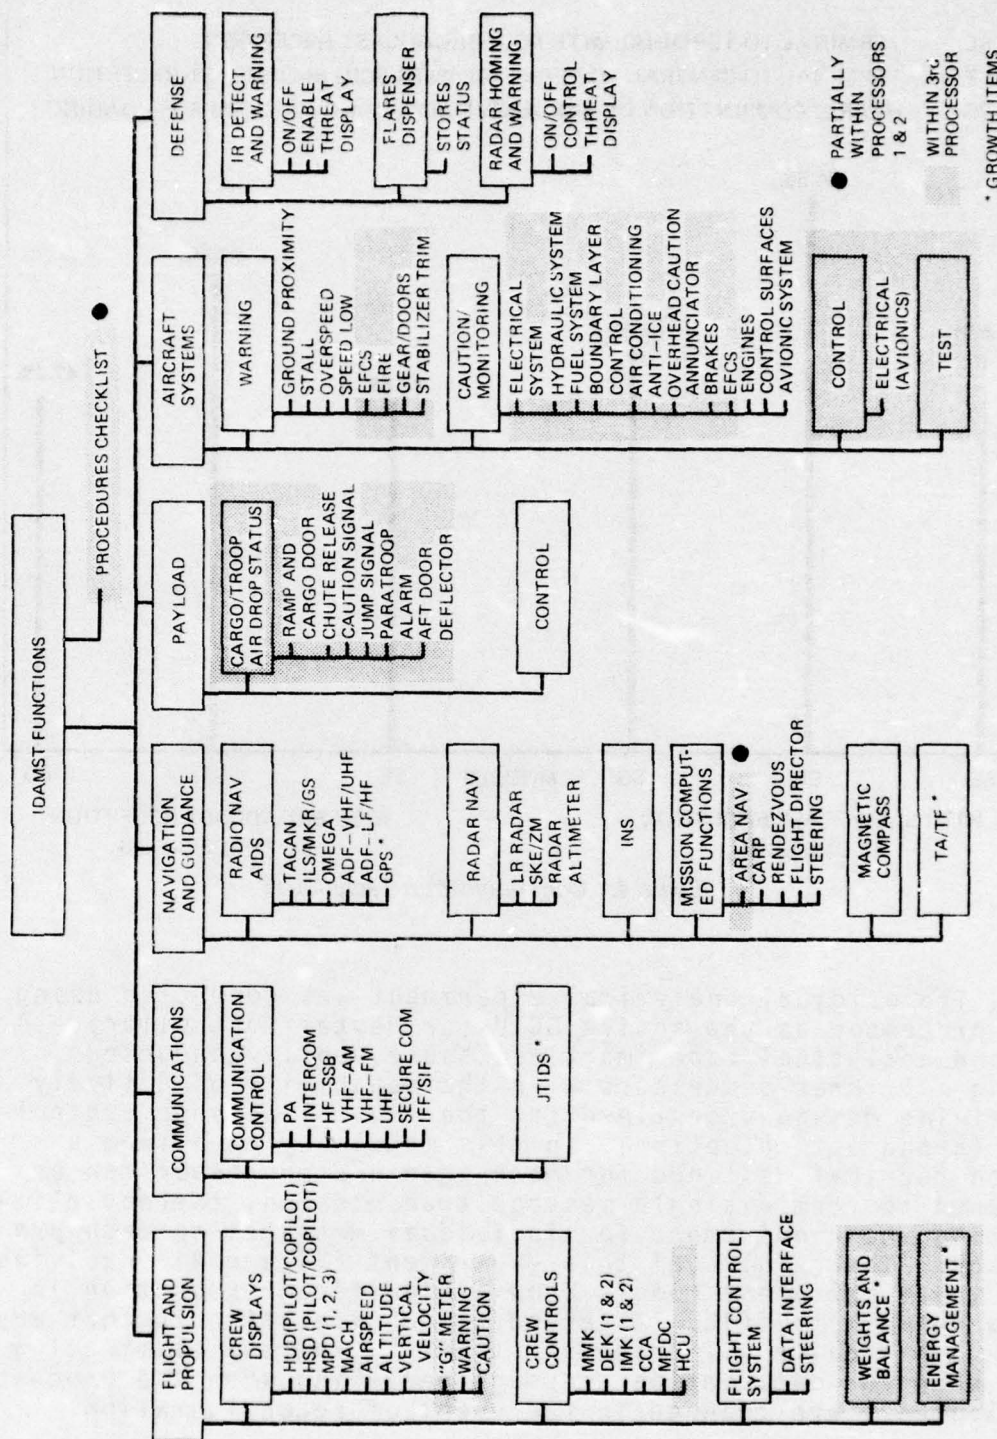 IDAMST FUNCTIONS
PROCEDURES CHECKLIST
FLIGHT AND
PROPULSION
CREW
DISPLAYS
HUD(PILOT/COPILOT)
HSD (PILOT/COPILOT)
MPD (1, 2, 3)
MACH
AIRSPEED
ALTITUDE
VERTICAL
VELOCITY
"G" METER
WARNING
CAUTION
CREW
CONTROLS
MMK
DEK (1 & 2)
IMK (1 & 2)
CCA
MFDC
HCU
FLIGHT CONTROL
SYSTEM
DATA INTERFACE
STEERING
WEIGHTS AND
BALANCE *
ENERGY
MANAGEMENT *
COMMUNICATIONS
COMMUNICATION
CONTROL
PA
INTERCOM
HF-SSB
VHF-AM
VHF-FM
UHF
SECURE COM
IFF/SIF
JTIDS *
NAVIGATION
AND GUIDANCE
RADIO NAV
AIDS
TACAN
ILS/MKR/GS
OMEGA
ADF-VHF/UHF
ADF-LF/HF
GPS *
RADAR NAV
LR RADAR
SKE/ZM
RADAR
ALTIMETER
INS
MISSION COMPUT-
ED FUNCTIONS
AREA NAV
CARP
RENDEZVOUS
FLIGHT DIRECTOR
STEERING
MAGNETIC
COMPASS
TA/TF *
PAYLOAD
CARGO/TROOP
AIR DROP STATUS
RAMP AND
CARGO DOOR
CHUTE RELEASE
CAUTION SIGNAL
JUMP SIGNAL
PARATROOP
ALARM
AFT DOOR
DEFLECTOR
CONTROL
AIRCRAFT
SYSTEMS
WARNING
GROUND PROXIMITY
STALL
OVERSPEED
SPEED LOW
EFCS
FIRE
GEAR/DOORS
STABILIZER TRIM
CAUTION/
MONITORING
ELECTRICAL
SYSTEM
HYDRAULIC SYSTEM
FUEL SYSTEM
BOUNDARY LAYER
CONTROL
AIR CONDITIONING
ANTI-ICE
OVERHEAD CAUTION
ANNUNCIATOR
BRAKES
EFCS
ENGINES
CONTROL SURFACES
AVIONIC SYSTEM
CONTROL
ELECTRICAL
(AVIONICS)
TEST
DEFENSE
IR DETECT
AND WARNING
ON/OFF
ENABLE
THREAT
DISPLAY
FLARES
DISPENSER
STORES
STATUS
RADAR HOMING
AND WARNING
ON/OFF
CONTROL
THREAT
DISPLAY
PARTIALLY
WITHIN
PROCESSORS
1 & 2
WITHIN 3rd
PROCESSOR
* GROWTH ITEMS